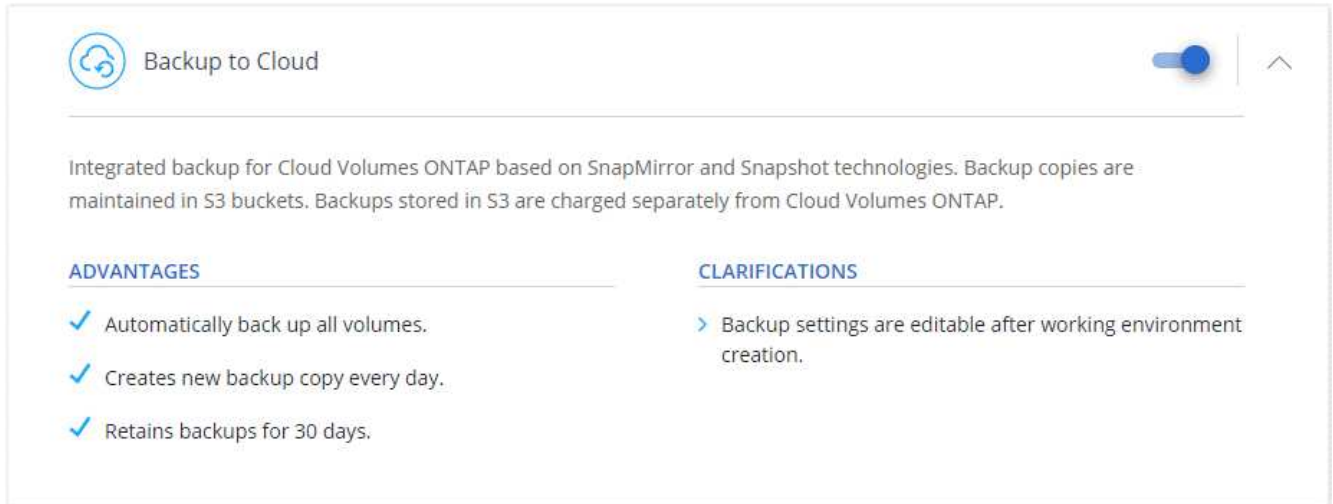 Backup to Cloud
Integrated backup for Cloud Volumes ONTAP based on SnapMirror and Snapshot technologies. Backup copies are
maintained in S3 buckets. Backups stored in S3 are charged separately from Cloud Volumes ONTAP.
ADVANTAGES
Automatically back up all volumes.
Creates new backup copy every day.
Retains backups for 30 days.
CLARIFICATIONS
Backup settings are editable after working environment
creation.